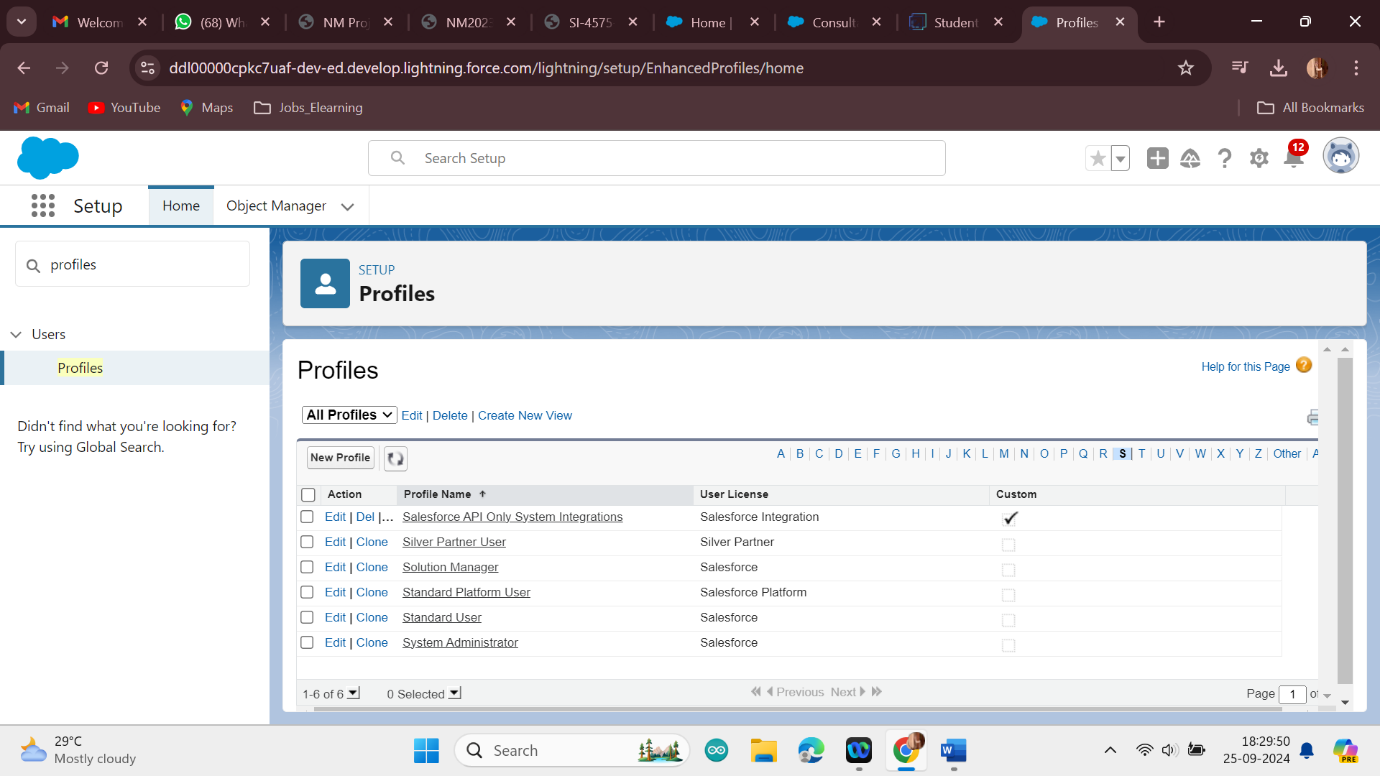 Welcom
(68) Wha
NM Pro
NM202
SI-4575
Home |
Consult
Student
Profiles
ddl00000cpkc7uaf-dev-ed.develop.lightning.force.com/lightning/setup/EnhancedProfiles/home
Gmail YouTube Maps Jobs_Elearning All Bookmarks
Search Setup
12
Setup Home Object Manager
profiles
Users
Profiles
Didn't find what you're looking for?
Try using Global Search.
SETUP
Profiles
Profiles
Help for this Page
All Profiles Edit | Delete | Create New View
New Profile
A | B | C | D | E | F | G | H | I | J | K | L | M | N | O | P | Q | R | S | T | U | V | W | X | Y | Z | Other | A
Action Profile Name User License Custom
Edit | Del |... Salesforce API Only System Integrations Salesforce Integration
Edit | Clone Silver Partner User Silver Partner
Edit | Clone Solution Manager Salesforce
Edit | Clone Standard Platform User Salesforce Platform
Edit | Clone Standard User Salesforce
Edit | Clone System Administrator Salesforce
1-6 of 6 0 Selected Previous Next Page 1 of
29°C
Mostly cloudy
Search
18:29:50
25-09-2024
PRE